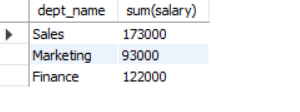 dept_name sum(salary)
Sales 173000
Marketing 93000
Finance 122000